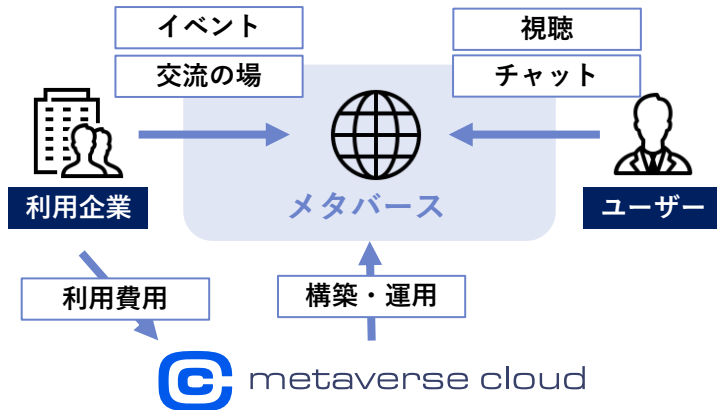 イベント
視聴
交流の場
チャット
利用企業
メタバース
ユーザー
利用費用
構築・運用
metaverse cloud